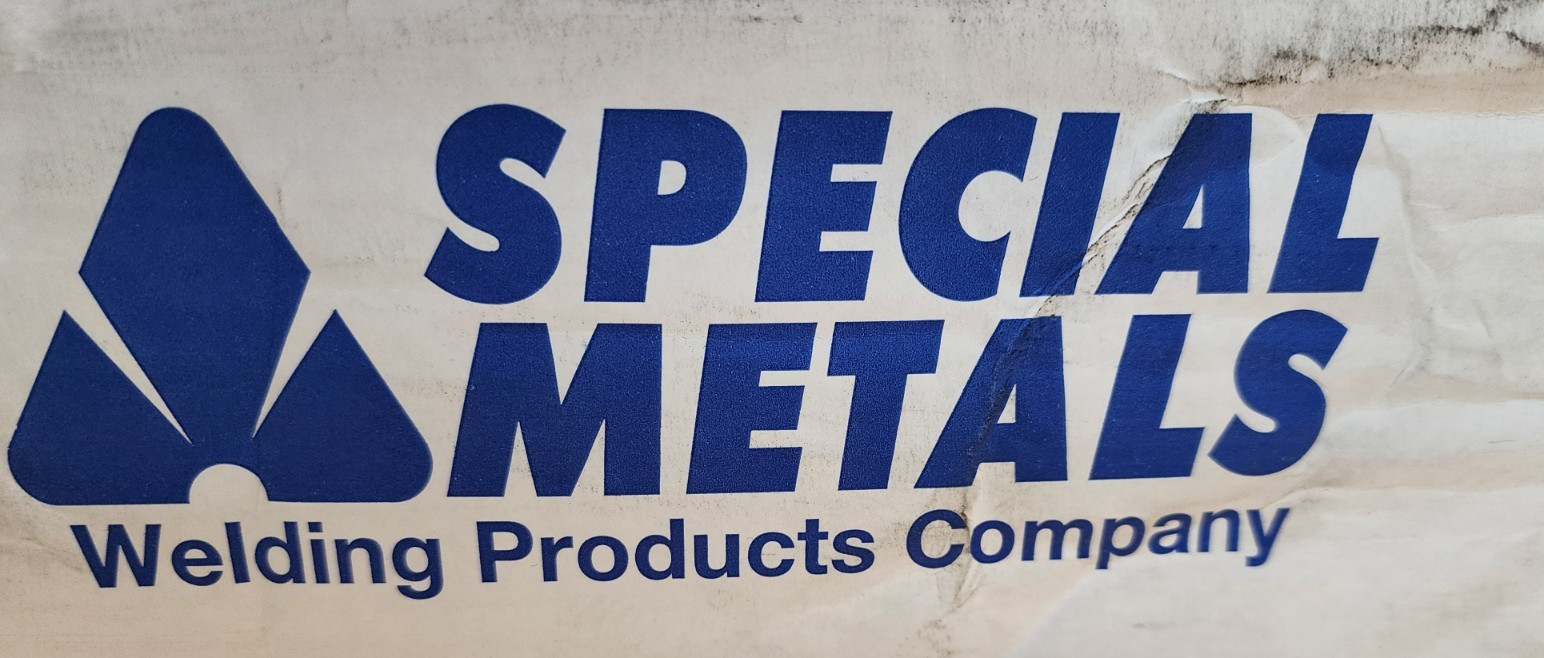 SPECIAL
METALS
Welding Products Company